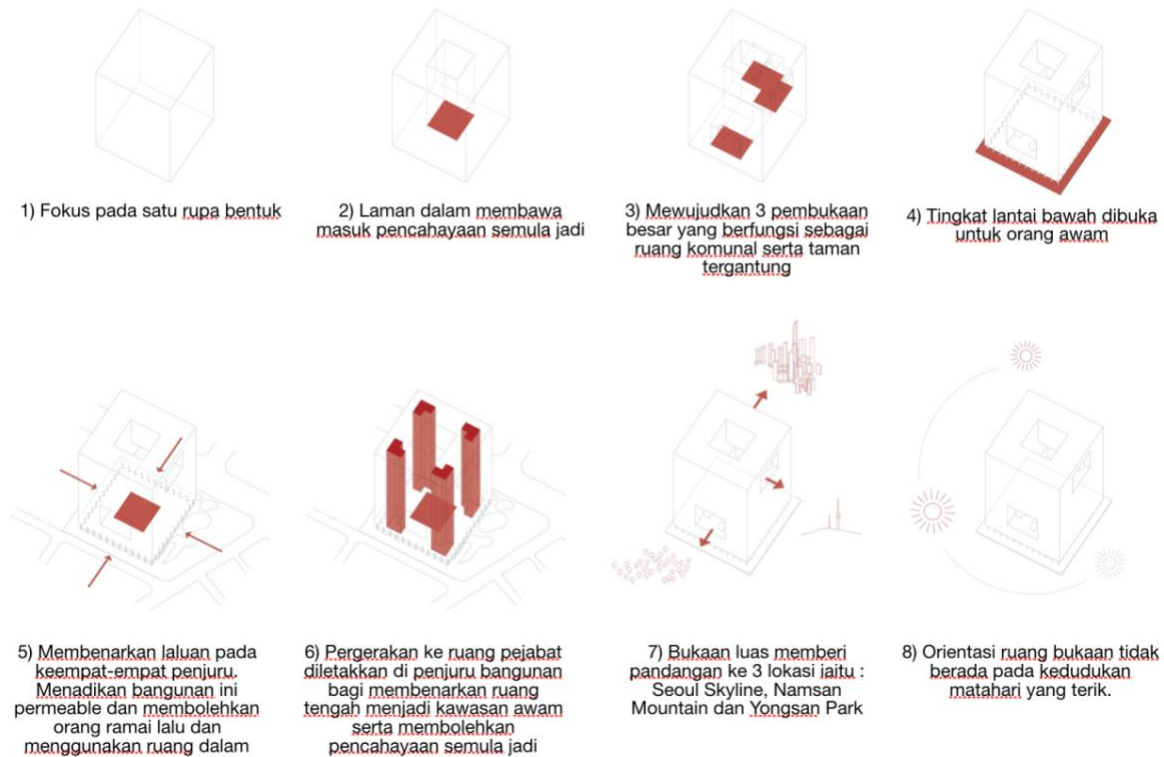 1) Fokus pada satu rupa bentuk
2) Laman dalam membawa
masuk pencahayaan semula jadi
3) Mewujudkan 3 pembukaan
besar yang berfungsi sebagai
ruang komunal serta taman
tergantung
4) Tingkat lantai bawah dibuka
untuk orang awam
5) Membenarkan laluan pada
keempat-empat penjuru.
Menadikan bangunan ini
permeable dan membolehkan
orang ramai lalu dan
menggunakan ruang dalam
6) Pergerakan ke ruang pejabat
diletakkan di penjuru bangunan
bagi membenarkan ruang
tengah menjadi kawasan awam
serta membolehkan
pencahayaan semula jadi
7) Bukaan luas memberi
pandangan ke 3 lokasi iaitu :
Seoul Skyline, Namsan
Mountain dan Yongsan Park
8) Orientasi ruang bukaan tidak
berada pada kedudukan
matahari yang terik.